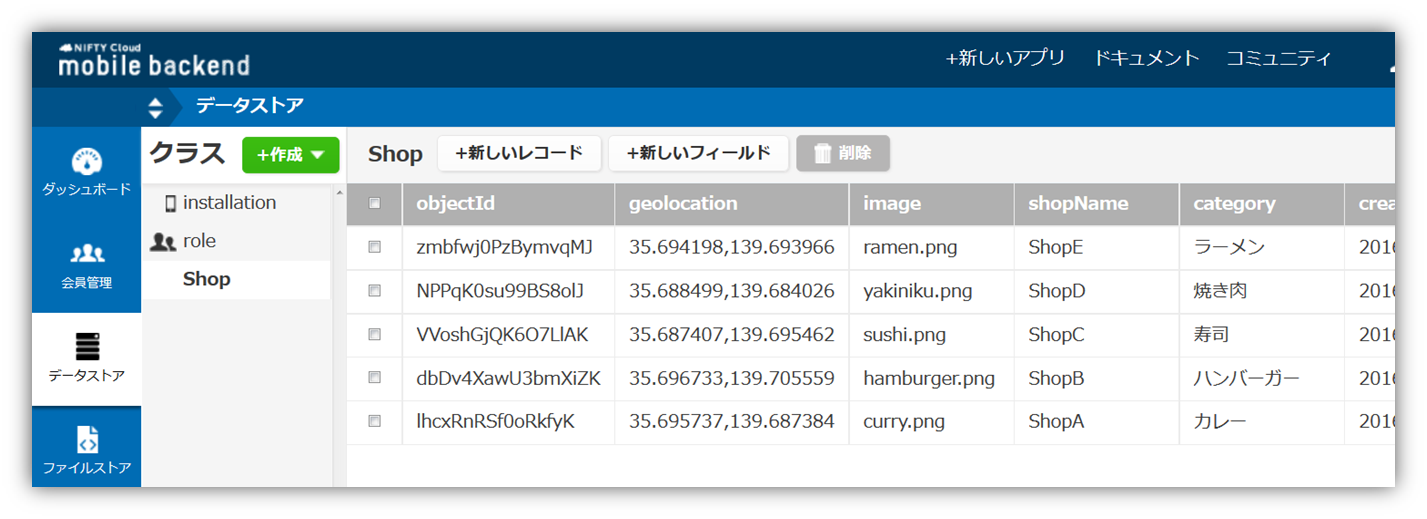 NIFTY Cloud
mobile backend
+新しいアプリ ドキュメント コミュニティ
データストア
ダッシュボード
会員管理
データストア
ファイルストア
クラス +作成
installation
role
Shop
Shop +新しいレコード +新しいフィールド 削除
objectId geolocation image shopName category crea
zmbfwj0PzBymvqMJ 35.694198,139.693966 ramen.png ShopE ラーメン 2016
NPPqK0su99BS8olJ 35.688499,139.684026 yakiniku.png ShopD 焼き肉 2016
VVoshGjQK6O7LlAK 35.687407,139.695462 sushi.png ShopC 寿司 2016
dbDv4XawU3bmXiZK 35.696733,139.705559 hamburger.png ShopB ハンバーガー 2016
lhcxRnRSf0oRkfyK 35.695737,139.687384 curry.png ShopA カレー 2016